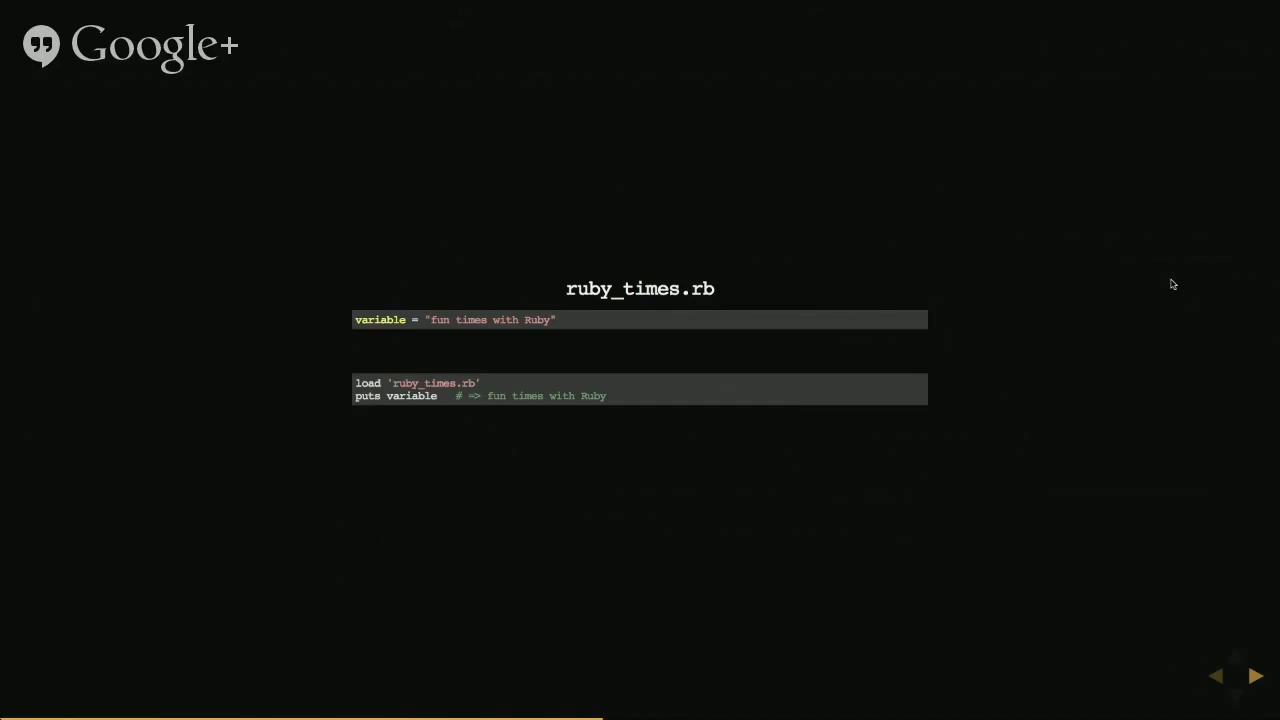 Google+
ruby_times.rb
variable = "fun times with Ruby"
load 'ruby_times.rb'
puts variable # => fun times with Ruby